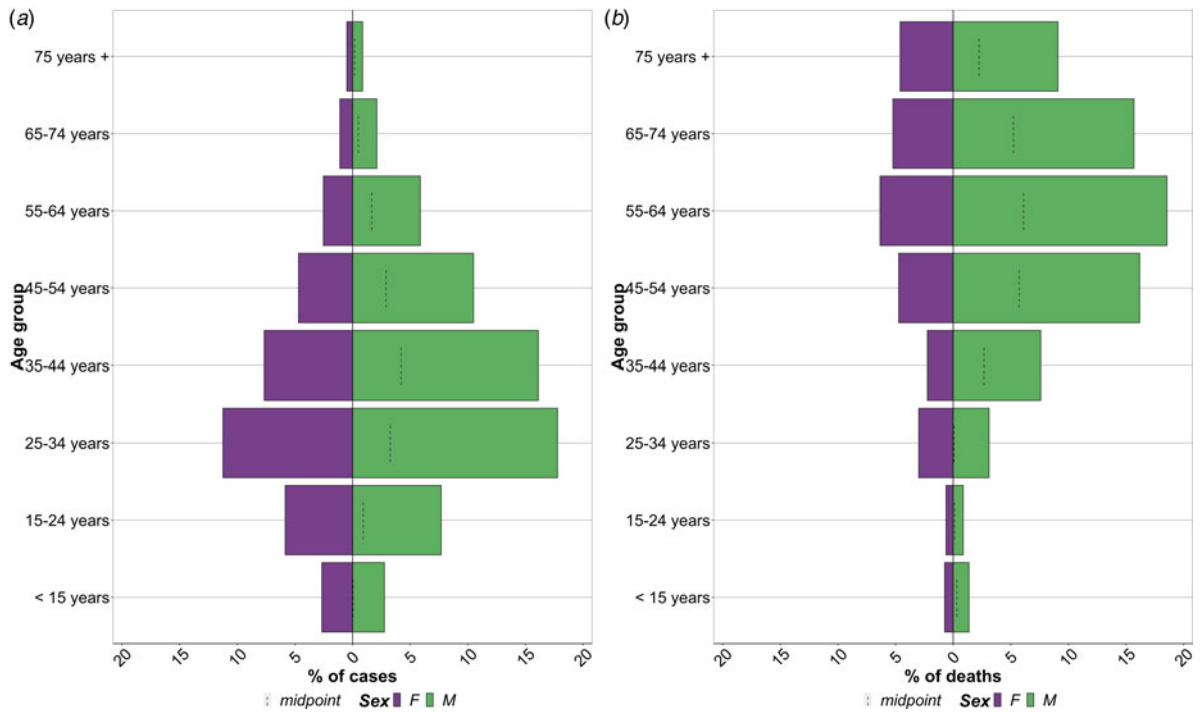 (a)
75 years +
65-74 years
55-64 years
45-54 years
35-44 years
25-34 years
15-24 years
< 15 years
Age group
20 15 10 5 0 5 10 15 20
% of cases
midpoint Sex F M
(b)
75 years +
65-74 years
55-64 years
45-54 years
35-44 years
25-34 years
15-24 years
< 15 years
Age group
20 15 10 5 0 5 10 15 20
% of deaths
midpoint Sex F M